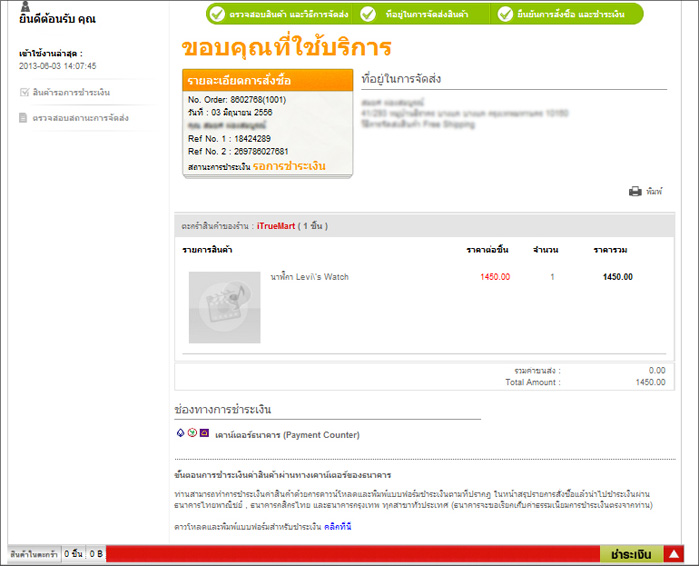 ตรวจสอบสินค้า และวิธีการจัดส่ง
ที่อยู่ในการจัดส่งสินค้า
ยืนยันการสั่งซื้อ และชำระเงิน
ยินดีต้อนรับ คุณ
เข้าใช้งานล่าสุด :
2013-06-03 14:07:45
สินค้ารอการชำระเงิน
ตรวจสอบสถานะการจัดส่ง
ขอบคุณที่ใช้บริการ
รายละเอียดการสั่งซื้อ
No. Order: 8602768(1001)
วันที่ : 03 มิถุนายน 2556
คุณ
Ref No. 1 : 18424289
Ref No. 2 : 269786027681
สถานะการชำระเงิน รอการชำระเงิน
ที่อยู่ในการจัดส่ง
Free Shipping
พิมพ์
ตะกร้าสินค้าของร้าน : iTrueMart ( 1 ชิ้น )
รายการสินค้า ราคาต่อชิ้น จำนวน ราคารวม
นาฬิกา Levi\'s Watch 1450.00 1 1450.00
รวมค่าขนส่ง : 0.00
Total Amount : 1450.00
ช่องทางการชำระเงิน
เคาน์เตอร์ธนาคาร (Payment Counter)
ขั้นตอนการชำระเงินค่าสินค้าผ่านทางเคาน์เตอร์ของธนาคาร
ท่านสามารถทำการชำระเงินค่าสินค้าด้วยการดาวน์โหลดและพิมพ์แบบฟอร์มชำระเงินตามที่ปรากฏ ในหน้าสรุปรายการสั่งซื้อแล้วนำไปชำระเงินผ่าน
ธนาคารไทยพาณิชย์ , ธนาคารกสิกรไทย และธนาคารกรุงเทพ ทุกสาขาทั่วประเทศ (ธนาคารจะขอเรียกเก็บค่าธรรมเนียมการชำระเงินตรงจากท่าน)
ดาวน์โหลดและพิมพ์แบบฟอร์มสำหรับชำระเงิน คลิกที่นี่
สินค้าในตะกร้า 0 ชิ้น 0 B
ชำระเงิน